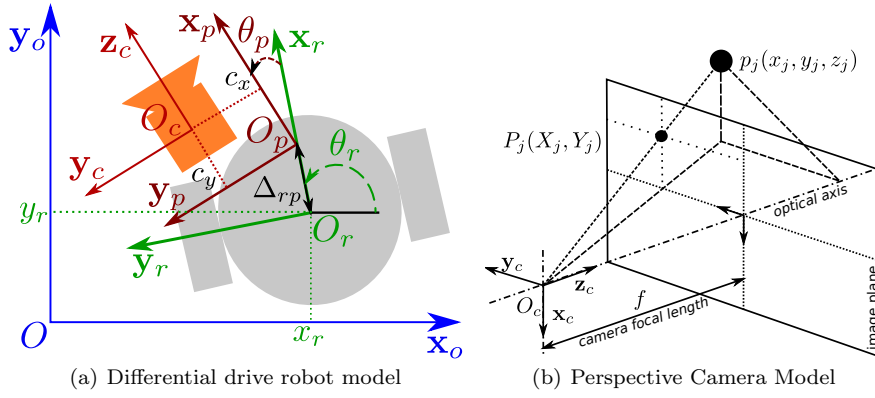 y_o
z_c
x_p
θ_p
x_r
c_x
O_c
O_p
θ_r
y_c
c_y
y_p
Δ_{rp}
y_r
O_r
y_r
O
x_r
x_o
(a) Differential drive robot model
p_j(x_j, y_j, z_j)
P_j(X_j, Y_j)
optical axis
y_c
z_c
O_c
x_c
f
camera focal length
image plane
(b) Perspective Camera Model